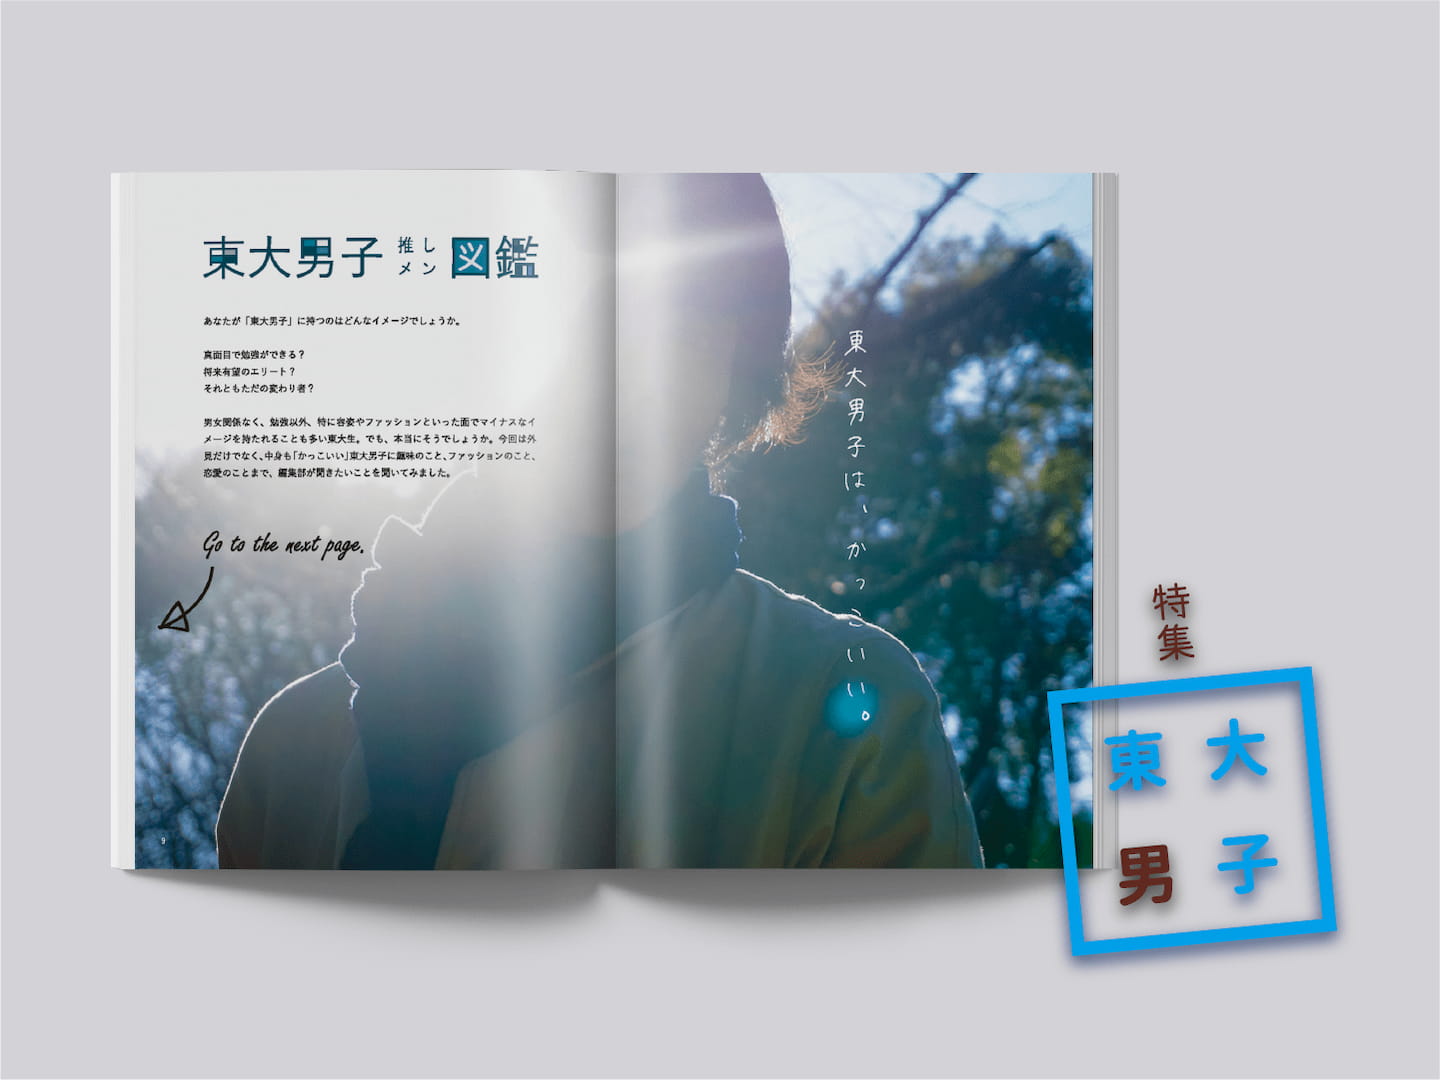 東大男子 推しメン 図鑑
あなたが「東大男子」に持つのはどんなイメージでしょうか。
真面目で勉強ができる？
将来有望のエリート？
それともただの変わり者？
男女関係なく、勉強以外、特に容姿やファッションといった面でマイナスなイ
メージを持たれることも多い東大生。でも、本当にそうでしょうか。今回は外
見だけでなく、中身も「かっこいい」東大男子に趣味のこと、ファッションのこと、
恋愛のことまで、編集部が聞きたいことを聞いてみました。
Go to the next page.
9
東大男子は、かっこいい。
特集
東大
男子